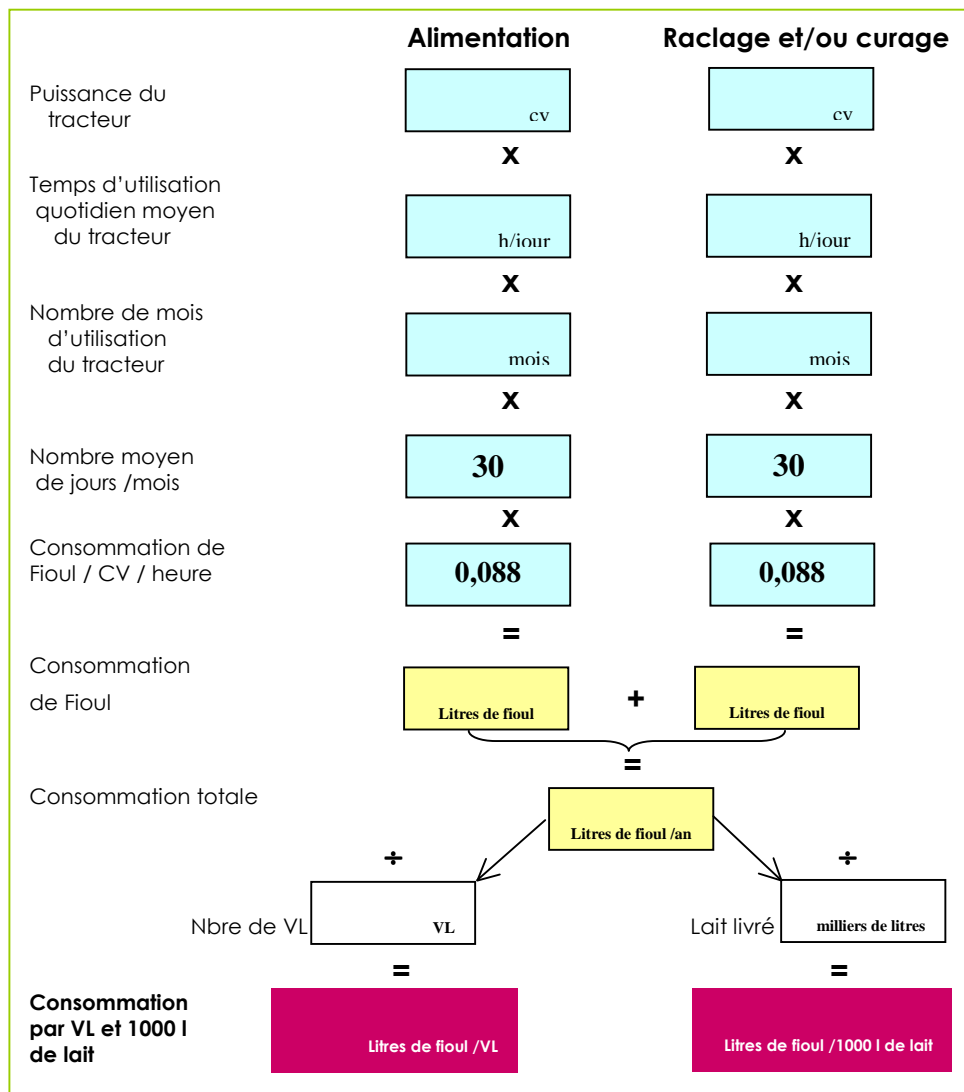 Alimentation
Raclage et/ou curage
Puissance du
tracteur
cv
cv
x
x
Temps d’utilisation
quotidien moyen
du tracteur
h/jour
h/jour
x
x
Nombre de mois
d’utilisation
du tracteur
mois
mois
x
x
Nombre moyen
de jours /mois
30
30
x
x
Consommation de
Fioul / CV / heure
0,088
0,088
=
=
Consommation
de Fioul
Litres de fioul
+
Litres de fioul
=
Consommation totale
Litres de fioul /an
÷
÷
Nbre de VL
VL
Lait livré
milliers de litres
=
=
Consommation
par VL et 1000 l
de lait
Litres de fioul /VL
Litres de fioul /1000 l de lait